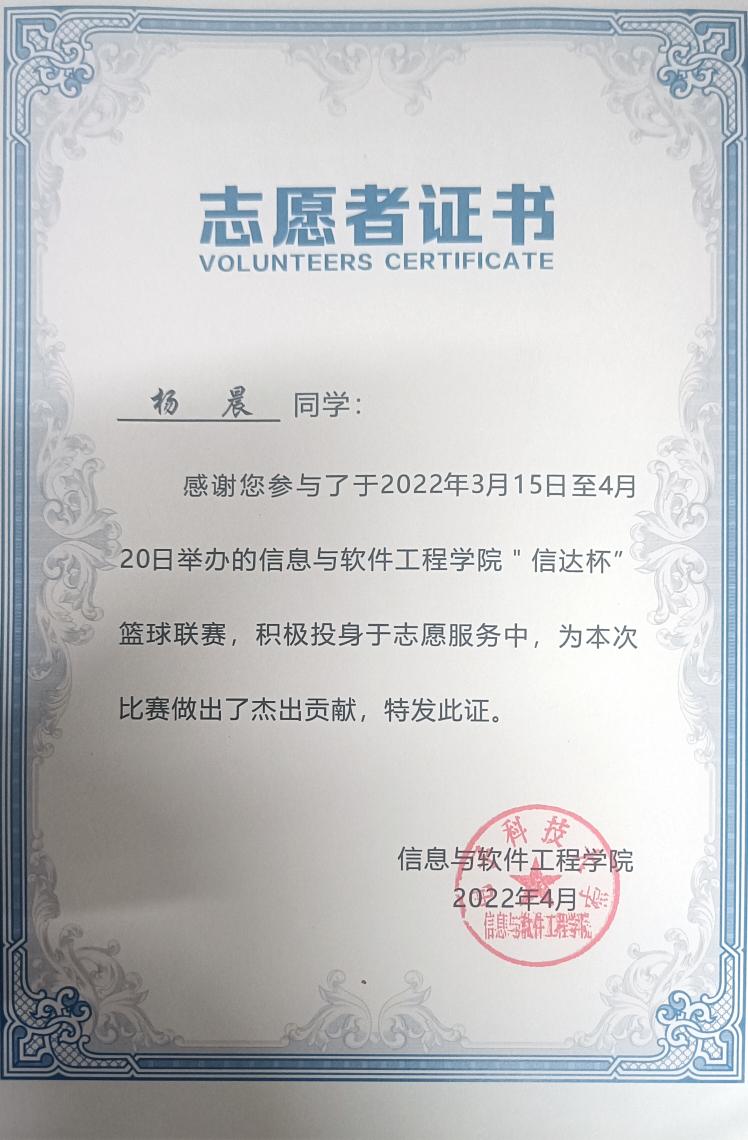 志愿者证书
VOLUNTEERS CERTIFICATE
杨 晨 同学：
感谢您参与了于2022年3月15日至4月
20日举办的信息与软件工程学院＂信达杯”
篮球联赛，积极投身于志愿服务中，为本次
比赛做出了杰出贡献，特发此证。
信息与软件工程学院
2022年4月
科技大学
信息与软件工程学院